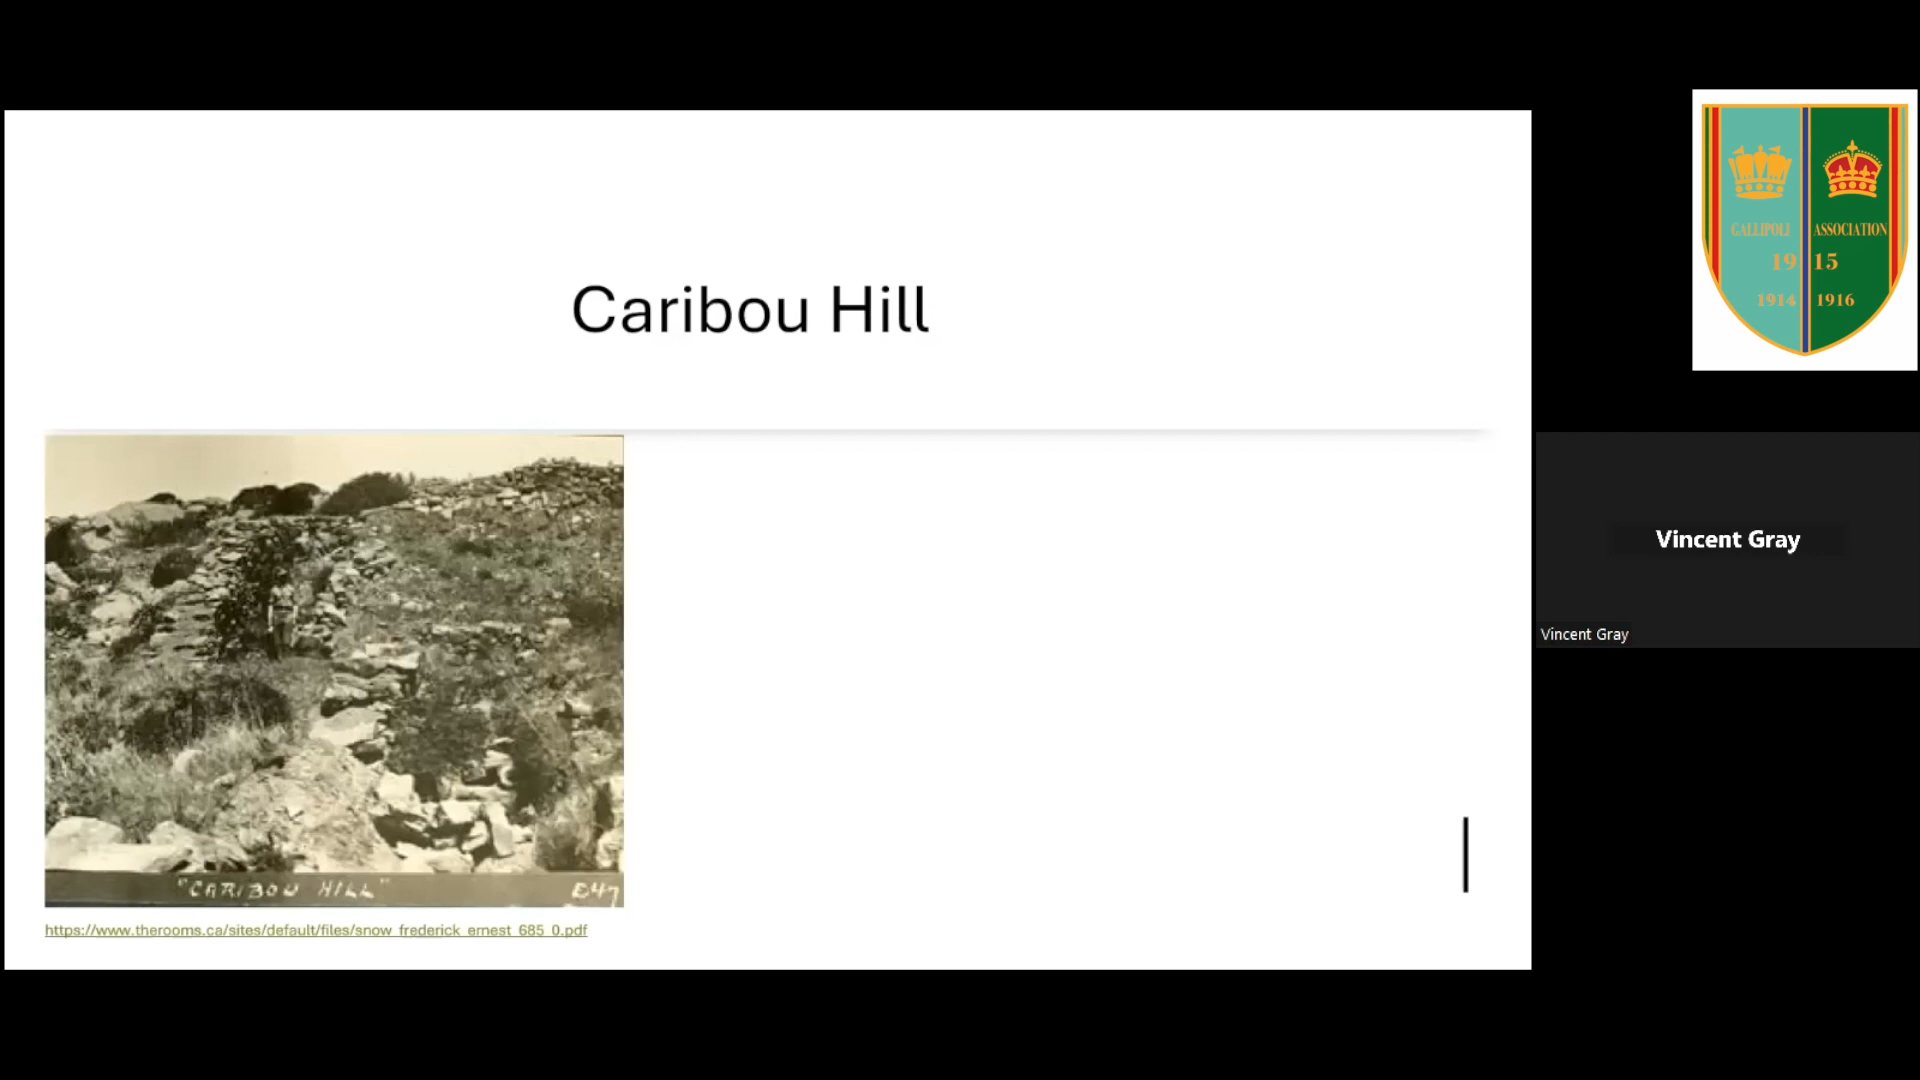 Caribou Hill
"CARIBOU HILL" E47
https://www.therooms.ca/sites/default/files/snow_frederick_ernest_685_0.pdf
GALLIPOLI ASSOCIATION
19 15
1914 1916
Vincent Gray
Vincent Gray